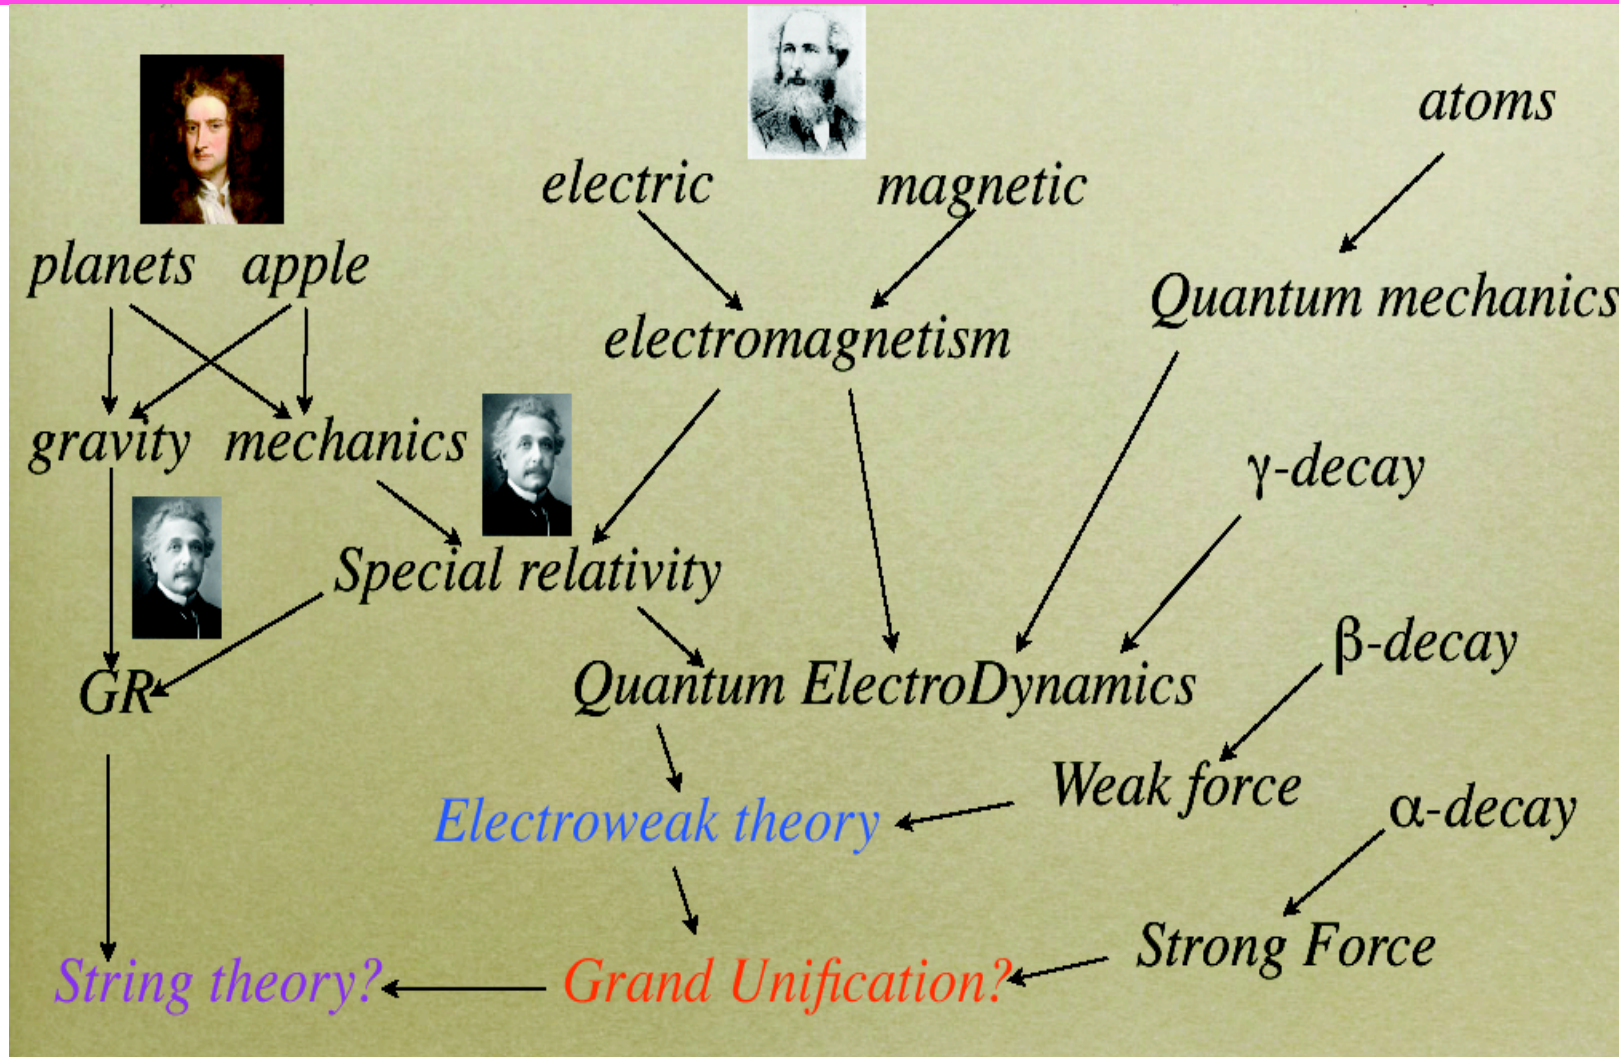 atoms
electric magnetic
planets apple
Quantum mechanics
electromagnetism
gravity mechanics
γ-decay
Special relativity
β-decay
GR
Quantum ElectroDynamics
Weak force
Electroweak theory
α-decay
Strong Force
String theory?
Grand Unification?